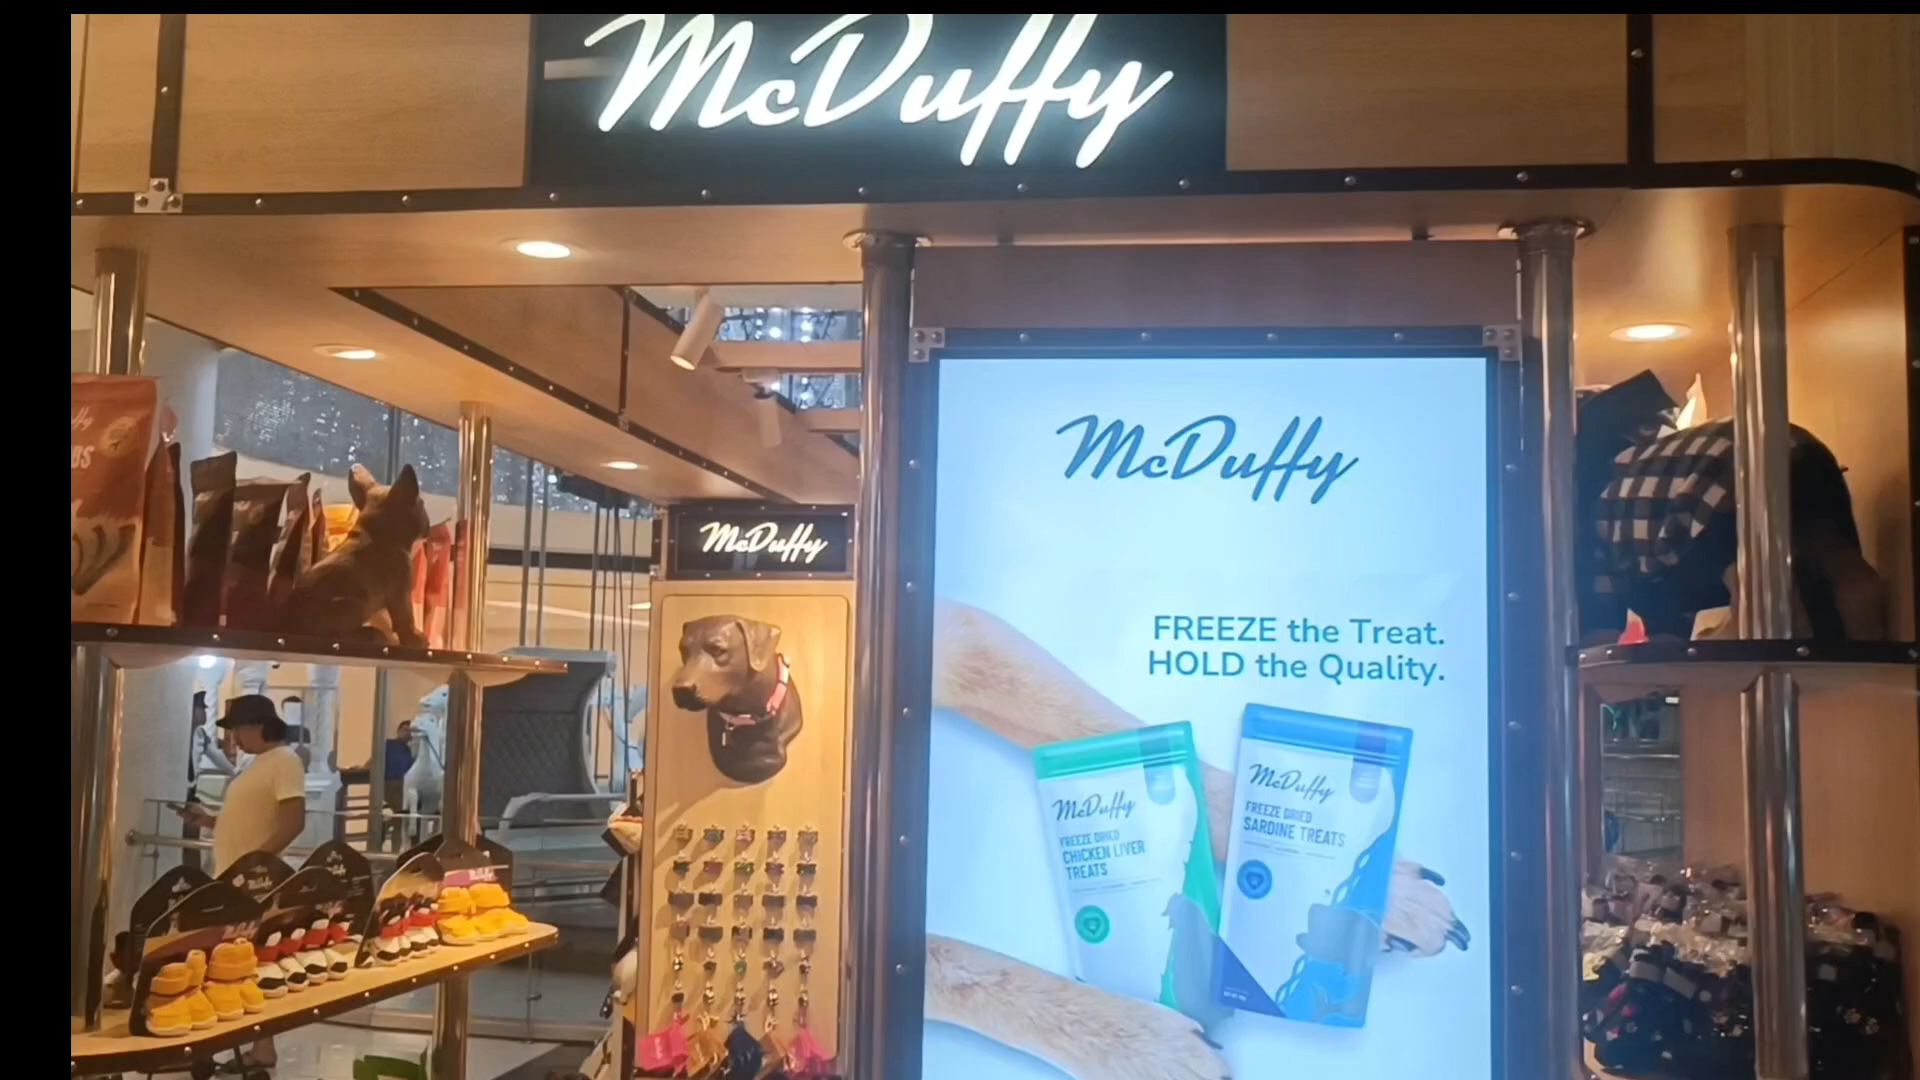 McDuffy
McDuffy
McDuffy
FREEZE the Treat.
HOLD the Quality.
McDuffy
FREEZE DRIED
CHICKEN LIVER
TREATS
McDuffy
FREEZE DRIED
SARDINE TREATS